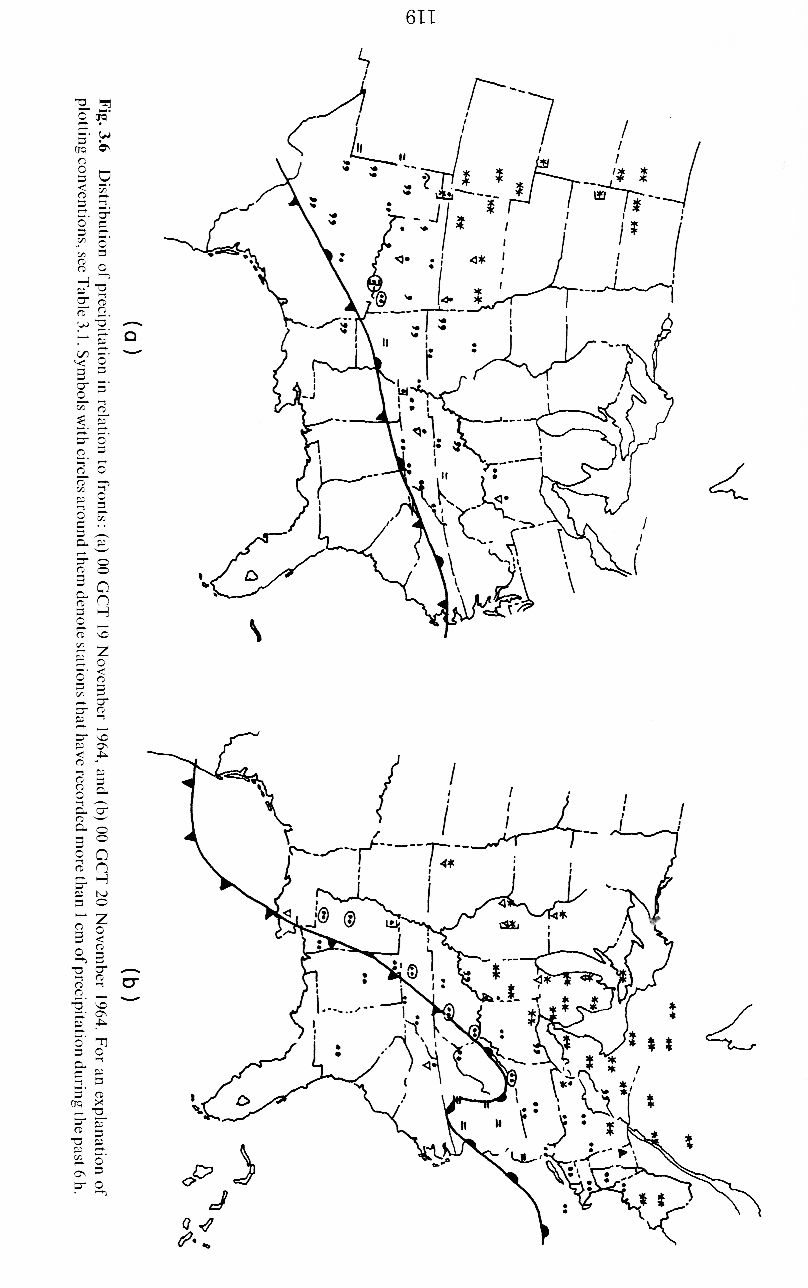 119
(a)
(b)
Fig. 3.6 Distribution of precipitation in relation to fronts: (a) 00 GCT 19 November 1964, and (b) 00 GCT 20 November 1964. For an explanation of
plotting conventions, see Table 3.1. Symbols with circles around them denote stations that have recorded more than 1 cm of precipitation during the past 6 h.